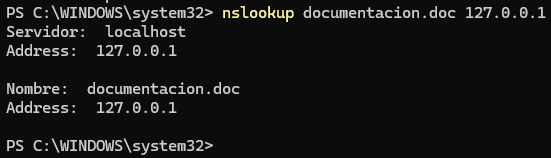 PS C:\WINDOWS\system32> nslookup documentacion.doc 127.0.0.1
Servidor:  localhost
Address:  127.0.0.1

Nombre:  documentacion.doc
Address:  127.0.0.1

PS C:\WINDOWS\system32>